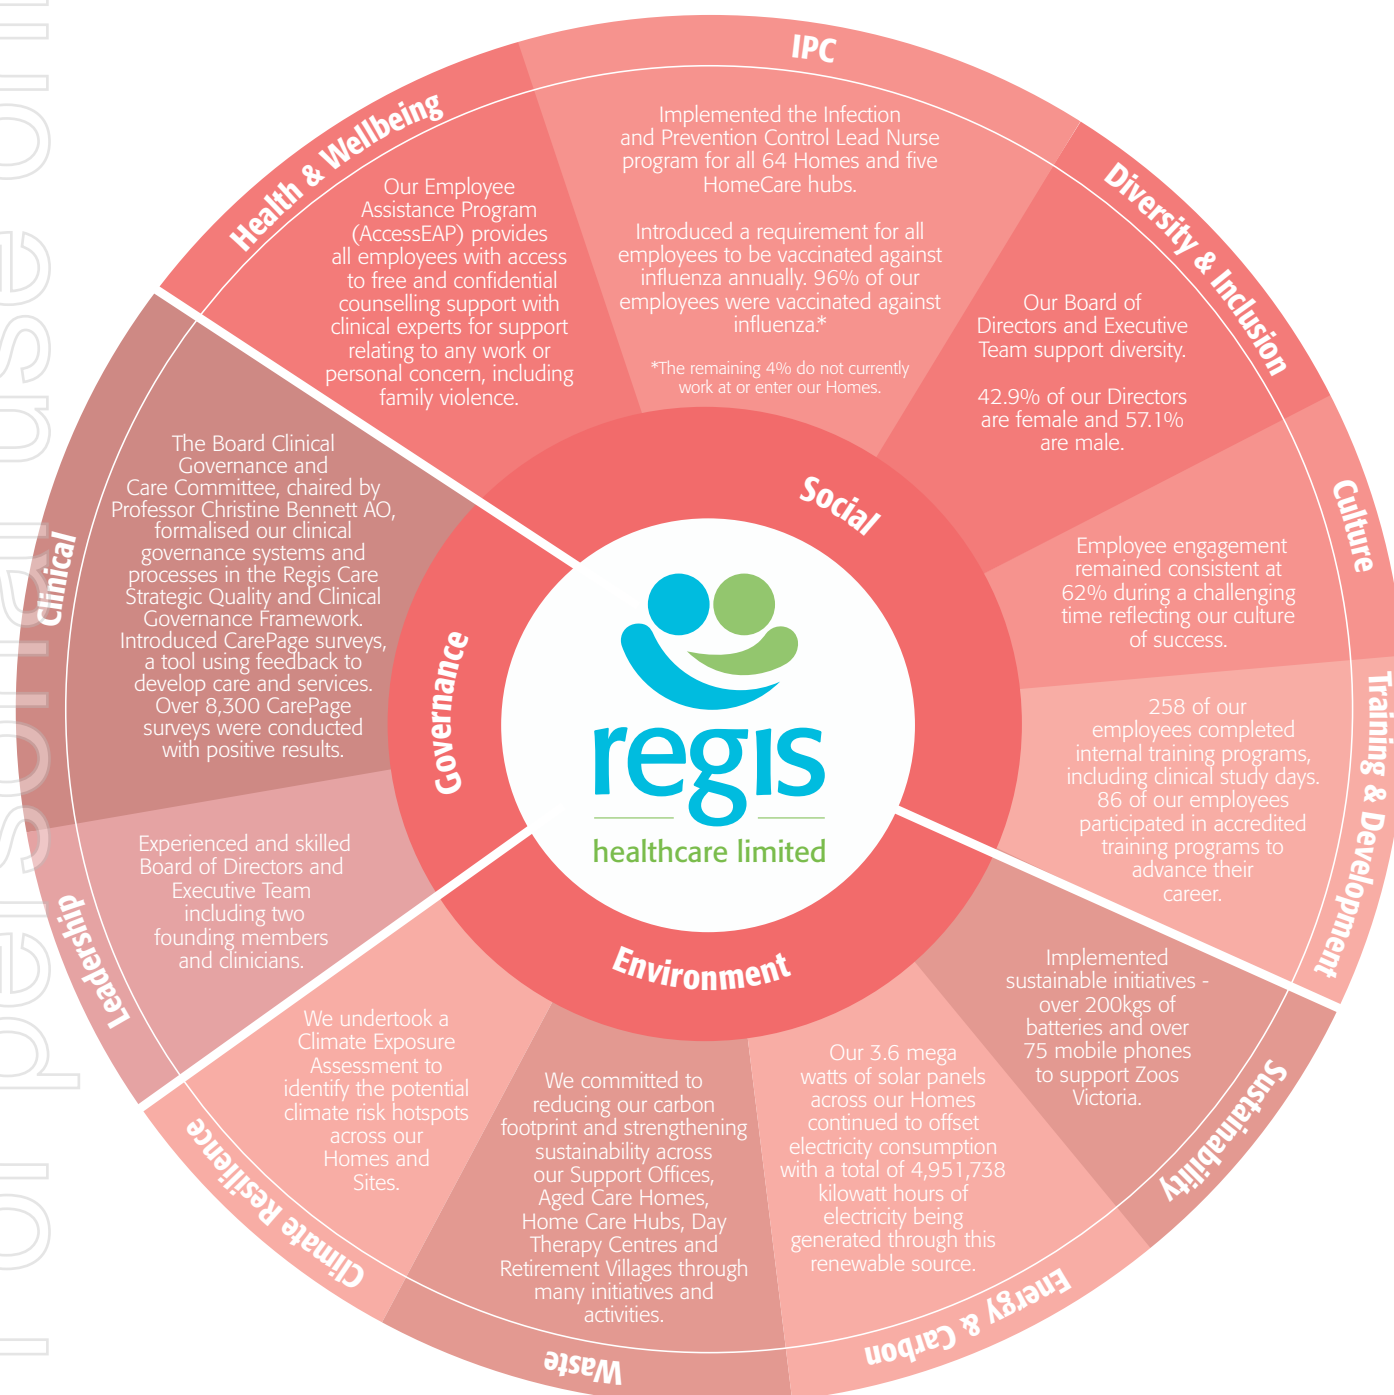 For personal use only
IPC
Implemented the Infection
and Prevention Control Lead Nurse
program for all 64 Homes and five
HomeCare hubs.
Introduced a requirement for all
employees to be vaccinated against
influenza annually. 96% of our
employees were vaccinated against
influenza.*
*The remaining 4% do not currently
work at or enter our Homes.
Diversity & Inclusion
Our Board of
Directors and Executive
Team support diversity.
42.9% of our Directors
are female and 57.1%
are male.
Culture
Employee engagement
remained consistent at
62% during a challenging
time reflecting our culture
of success.
Training & Development
258 of our
employees completed
internal training programs,
including clinical study days.
86 of our employees
participated in accredited
training programs to
advance their
career.
Sustainability
Implemented
sustainable initiatives -
over 200kgs of
batteries and over
75 mobile phones
to support Zoos
Victoria.
Energy & Carbon
Our 3.6 mega
watts of solar panels
across our Homes
continued to offset
electricity consumption
with a total of 4,951,738
kilowatt hours of
electricity being
generated through this
renewable source.
Waste
We committed to
reducing our carbon
footprint and strengthening
sustainability across
our Support Offices,
Aged Care Homes,
Home Care Hubs, Day
Therapy Centres and
Retirement Villages through
many initiatives and
activities.
Climate Resilience
We undertook a
Climate Exposure
Assessment to
identify the potential
climate risk hotspots
across our
Homes and
Sites.
Leadership
Experienced and skilled
Board of Directors and
Executive Team
including two
founding members
and clinicians.
Clinical
The Board Clinical
Governance and
Care Committee, chaired by
Professor Christine Bennett AO,
formalised our clinical
governance systems and
processes in the Regis Care
Strategic Quality and Clinical
Governance Framework.
Introduced CarePage surveys,
a tool using feedback to
develop care and services.
Over 8,300 CarePage
surveys were conducted
with positive results.
Health & Wellbeing
Our Employee
Assistance Program
(AccessEAP) provides
all employees with access
to free and confidential
counselling support with
clinical experts for support
relating to any work or
personal concern, including
family violence.
Social
Governance
Environment
regis
healthcare limited